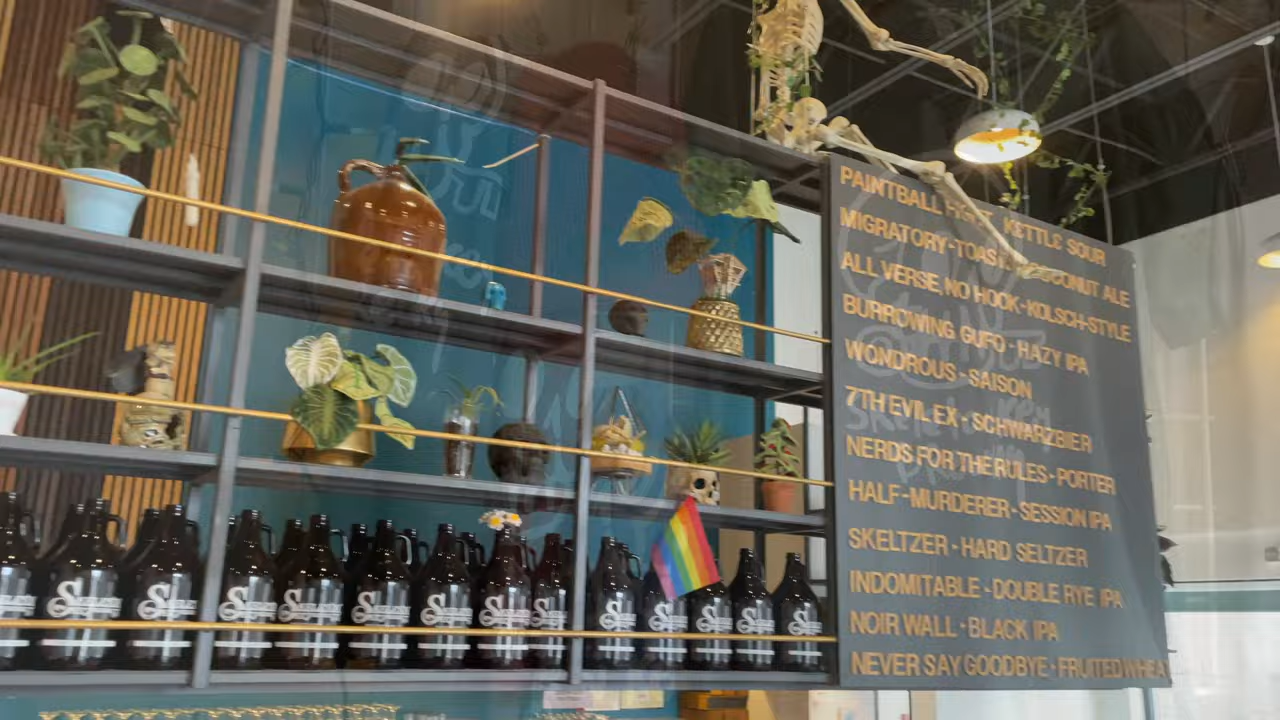 PAINTBALL FIGHT KETTLE SOUR
MIGRATORY • TOASTED COCONUT ALE
ALL VERSE, NO HOOK • KOLSCH-STYLE
BURROWING GUFO • HAZY IPA
WONDROUS • SAISON
7TH EVIL EX • SCHWARZBIER
NERDS FOR THE RULES • PORTER
HALF-MURDERER • SESSION IPA
SKELTZER • HARD SELTZER
INDOMITABLE • DOUBLE RYE IPA
NOIR WALL • BLACK IPA
NEVER SAY GOODBYE • FRUITED WHEAT